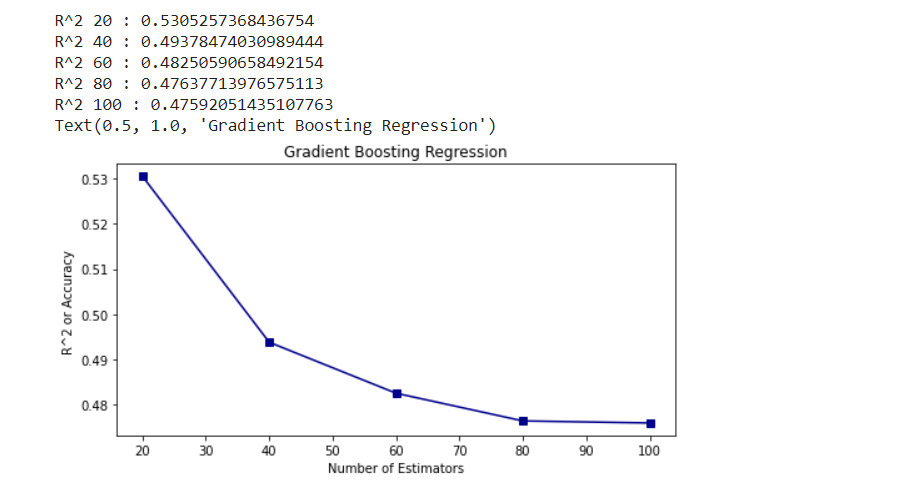 R^2 20 : 0.5305257368436754
R^2 40 : 0.49378474030989444
R^2 60 : 0.48250590658492154
R^2 80 : 0.47637713976575113
R^2 100 : 0.47592051435107763
Text(0.5, 1.0, 'Gradient Boosting Regression')
Gradient Boosting Regression
R^2 or Accuracy
0.53
0.52
0.51
0.50
0.49
0.48
20 30 40 50 60 70 80 90 100
Number of Estimators